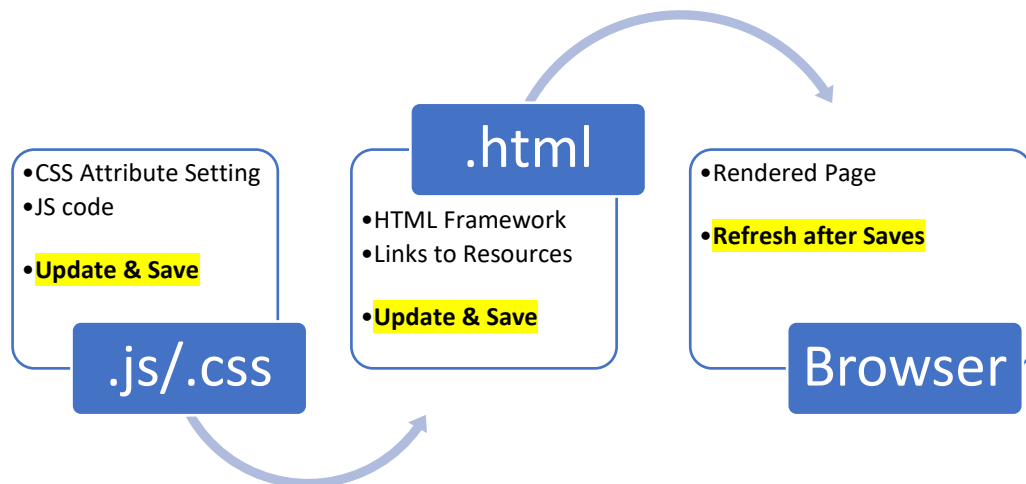 •CSS Attribute Setting
•JS code
•Update & Save
.js/.css
.html
•HTML Framework
•Links to Resources
•Update & Save
•Rendered Page
•Refresh after Saves
Browser